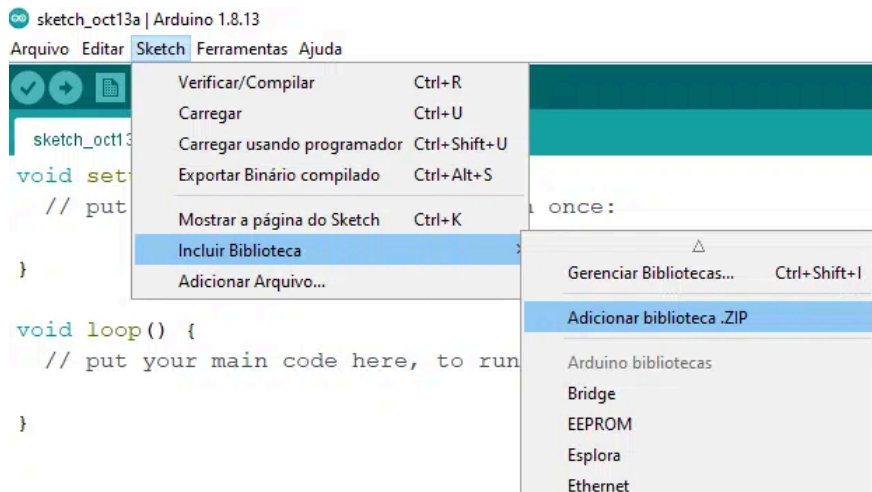 sketch_oct13a | Arduino 1.8.13
Arquivo Editar Sketch Ferramentas Ajuda
Verificar/Compilar Ctrl+R
Carregar Ctrl+U
sketch_oct13
Carregar usando programador Ctrl+Shift+U
void set
Exportar Binário compilado Ctrl+Alt+S
// put
once:
Mostrar a página do Sketch Ctrl+K
Incluir Biblioteca
}
Gerenciar Bibliotecas... Ctrl+Shift+I
Adicionar Arquivo...
Adicionar biblioteca .ZIP
void loop() {
// put your main code here, to run
Arduino bibliotecas
Bridge
}
EEPROM
Esplora
Ethernet